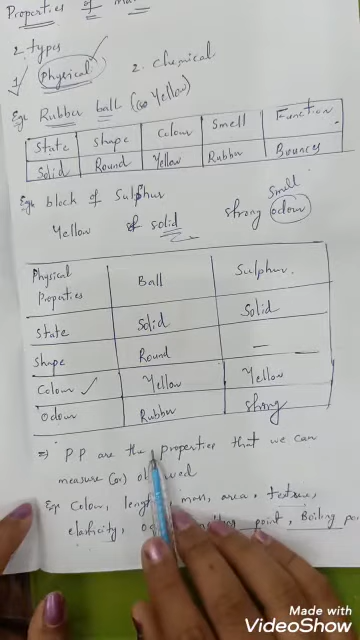 Properties of
2 types
1. Physical 2. chemical
Eg: Rubber ball (Yellow)
State Shape Colour Smell Function
Solid Round Yellow Rubber Bounces
Eg: block of Sulphur
Smell
Yellow solid strong odour
Physical Properties Ball Sulphur.
State Solid Solid
Shape Round —
Colour ✓ Yellow Yellow
Odour Rubber Strong
⇒ PP are the properties that we can
measure (or) observed
Eg: Colour, length, mass, area, texture,
elasticity, point, Boiling
Made with
VideoShow